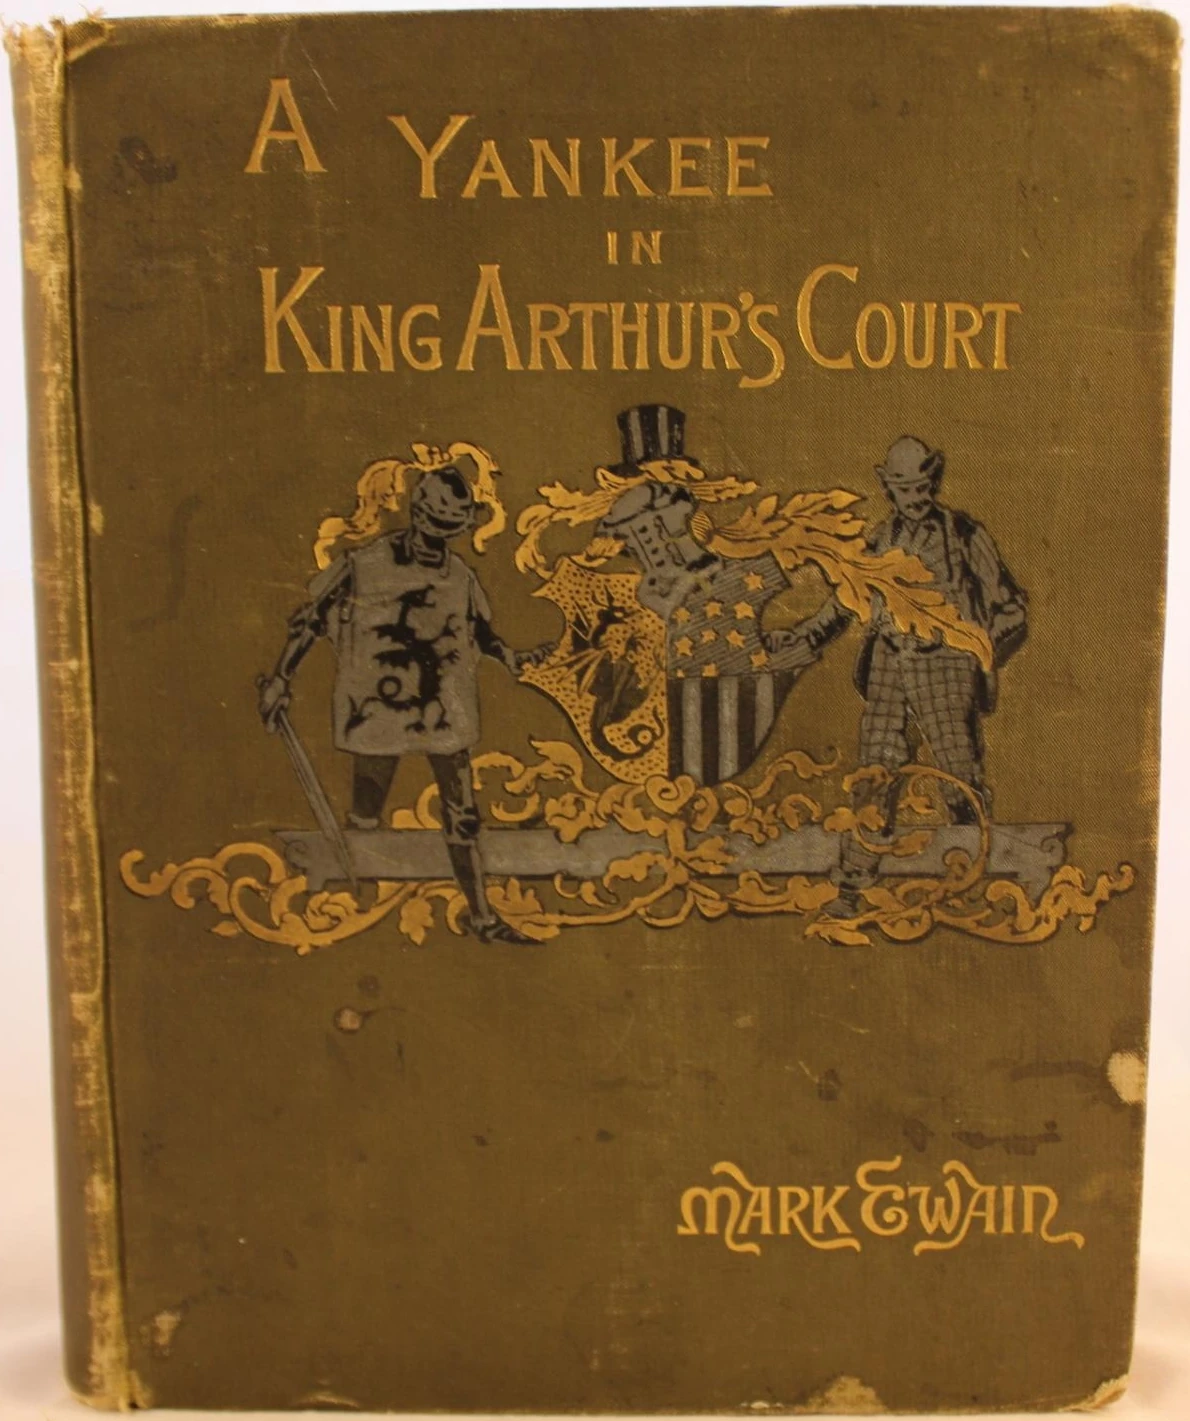 A YANKEE
IN
KING ARTHUR'S COURT
MARK TWAIN